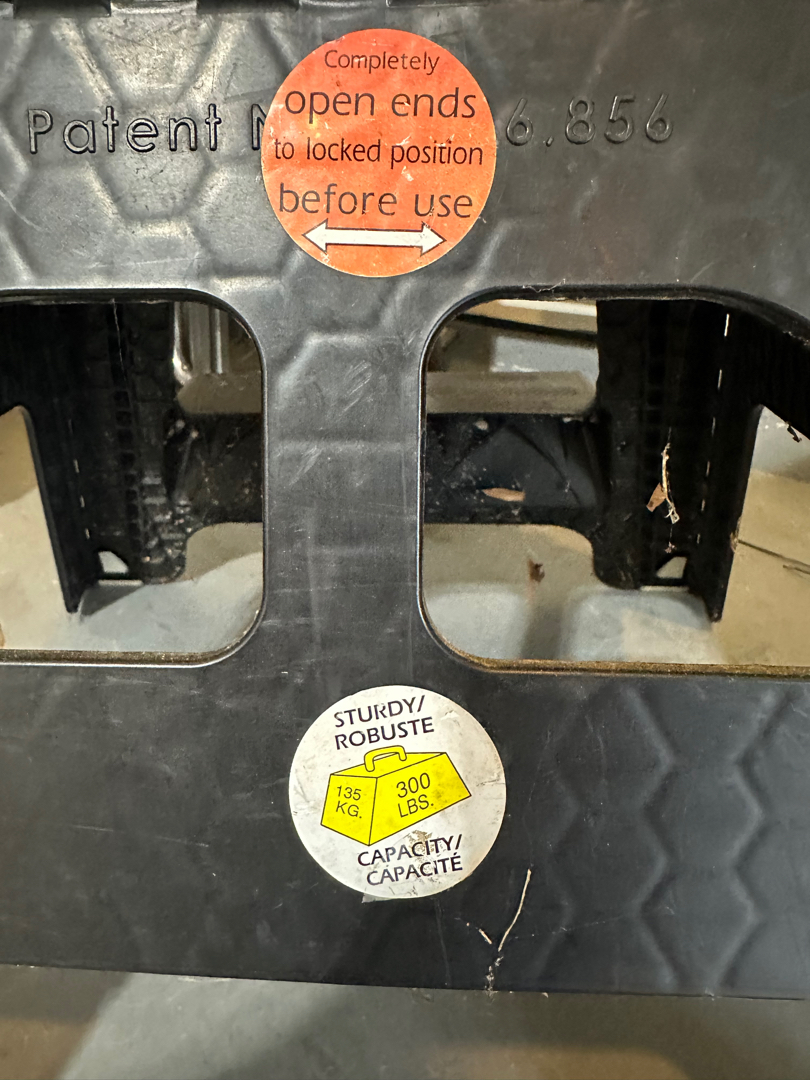 Completely
open ends
to locked position
before use
Patent 6,856
STURDY/
ROBUSTE
135
KG.
300
LBS.
CAPACITY/
CAPACITÉ